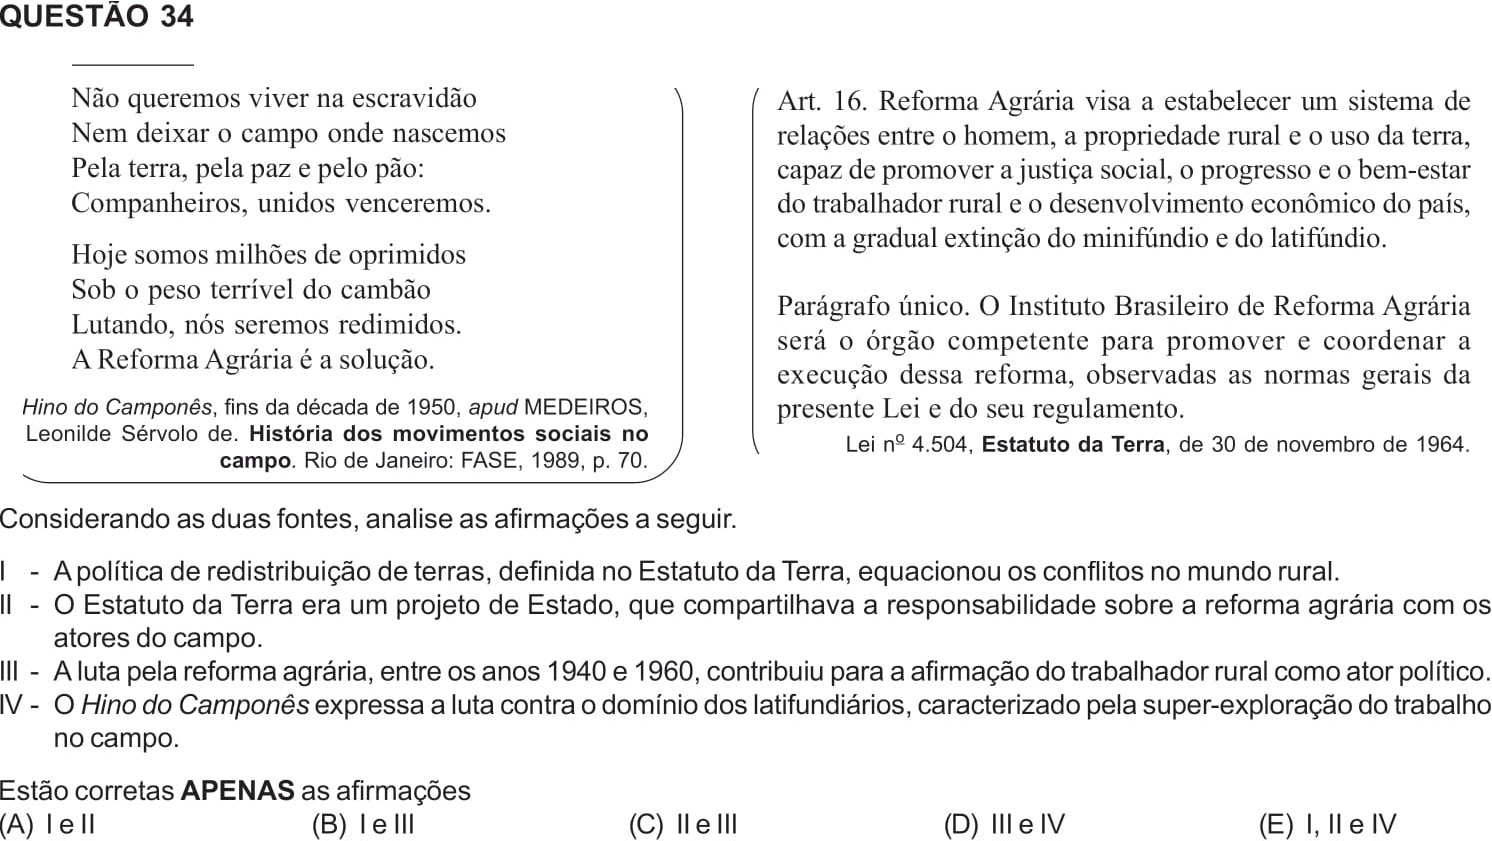 QUESTÃO 34
Não queremos viver na escravidão
Nem deixar o campo onde nascemos
Pela terra, pela paz e pelo pão:
Companheiros, unidos venceremos.
Hoje somos milhões de oprimidos
Sob o peso terrível do cambão
Lutando, nós seremos redimidos.
A Reforma Agrária é a solução.
Hino do Camponês, fins da década de 1950, apud MEDEIROS,
Leonilde Sérvolo de. História dos movimentos sociais no
campo. Rio de Janeiro: FASE, 1989, p. 70.
Art. 16. Reforma Agrária visa a estabelecer um sistema de
relações entre o homem, a propriedade rural e o uso da terra,
capaz de promover a justiça social, o progresso e o bem-estar
do trabalhador rural e o desenvolvimento econômico do país,
com a gradual extinção do minifúndio e do latifúndio.
Parágrafo único. O Instituto Brasileiro de Reforma Agrária
será o órgão competente para promover e coordenar a
execução dessa reforma, observadas as normas gerais da
presente Lei e do seu regulamento.
Lei nº 4.504, Estatuto da Terra, de 30 de novembro de 1964.
Considerando as duas fontes, analise as afirmações a seguir.
I - A política de redistribuição de terras, definida no Estatuto da Terra, equacionou os conflitos no mundo rural.
II - O Estatuto da Terra era um projeto de Estado, que compartilhava a responsabilidade sobre a reforma agrária com os
atores do campo.
III - A luta pela reforma agrária, entre os anos 1940 e 1960, contribuiu para a afirmação do trabalhador rural como ator político.
IV - O Hino do Camponês expressa a luta contra o domínio dos latifundiários, caracterizado pela super-exploração do trabalho
no campo.
Estão corretas APENAS as afirmações
(A) I e II (B) I e III (C) II e III (D) III e IV (E) I, II e IV